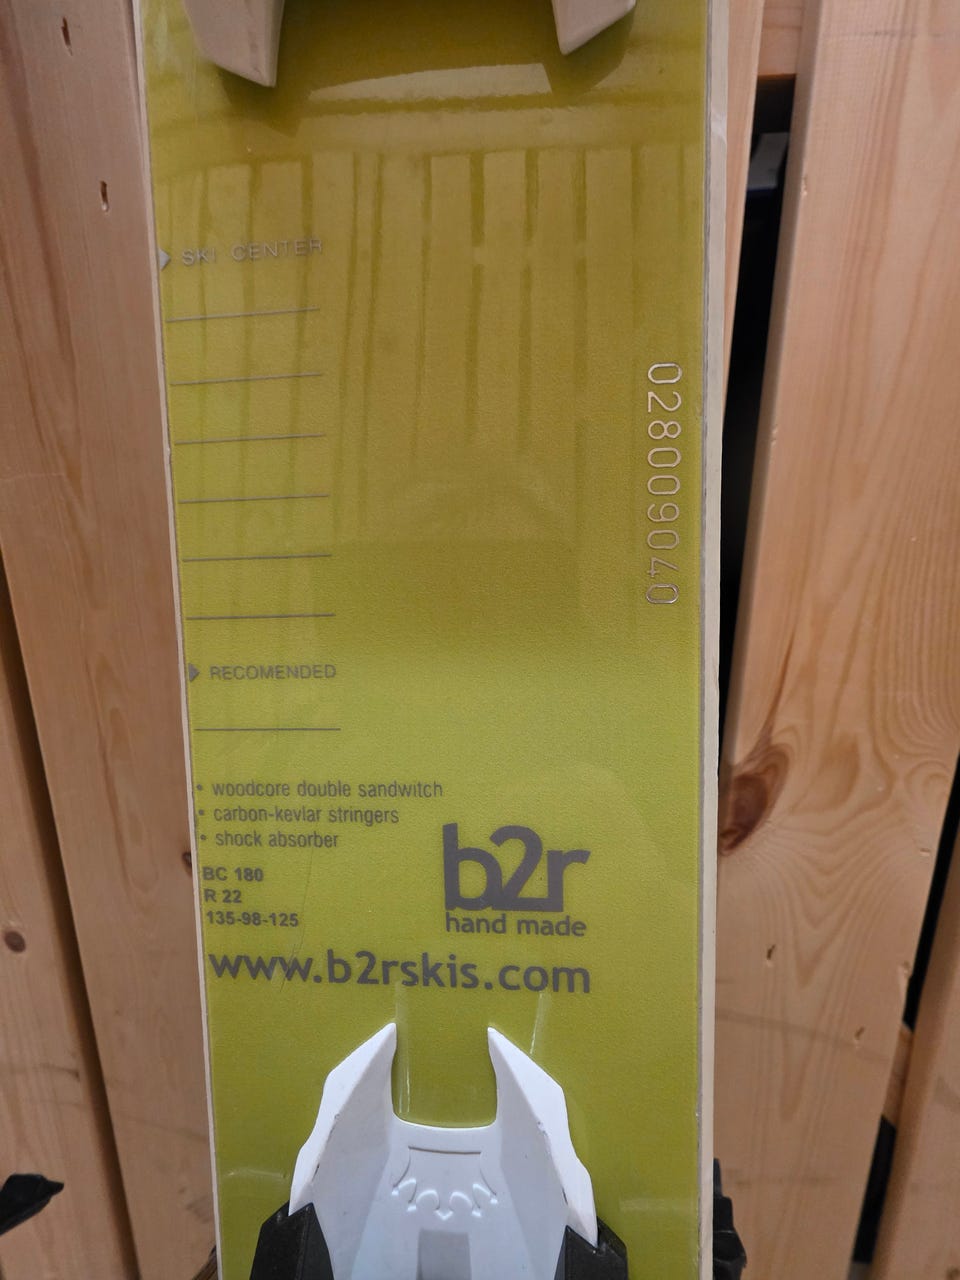 SKI CENTER
028009040
RECOMENDED
• woodcore double sandwitch
• carbon-kevlar stringers
• shock absorber
BC 180
R 22
135-98-125
b2r
hand made
www.b2rskis.com